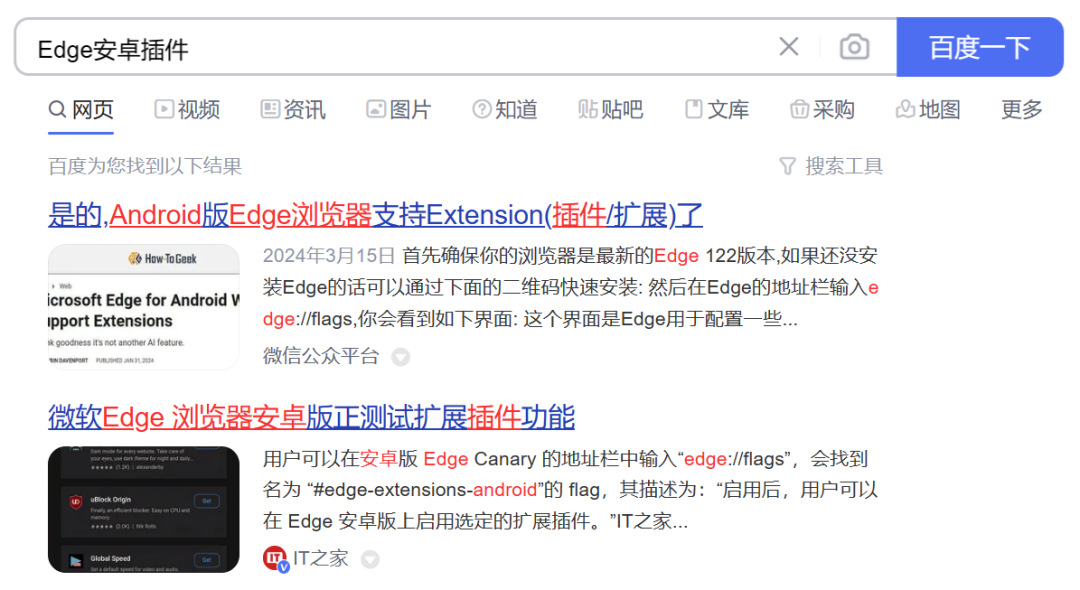 Edge安卓插件
百度一下
网页 视频 资讯 图片 知道 贴吧 文库 采购 地图 更多
百度为您找到以下结果
搜索工具
是的,Android版Edge浏览器支持Extension(插件/扩展)了
How-To Geek
Web
icrosoft Edge for Android W
pport Extensions
k goodness it's not another AI feature.
RIN DAVENPORT PUBLISHED JAN 31, 2024
2024年3月15日 首先确保你的浏览器是最新的Edge 122版本,如果还没安
装Edge的话可以通过下面的二维码快速安装: 然后在Edge的地址栏输入e
dge://flags,你会看到如下界面: 这个界面是Edge用于配置一些...
微信公众平台
微软Edge 浏览器安卓版正测试扩展插件功能
Dark mode for every website. Take care of
your eyes, use dark theme for night and daily...
uBlock Origin
Get
Finally, an efficient blocker. Easy on CPU and
memory.
Global Speed
Get
Set a default speed for video and audio.
用户可以在安卓版 Edge Canary 的地址栏中输入“edge://flags”，会找到
名为 “#edge-extensions-android”的 flag，其描述为：“启用后，用户可以
在 Edge 安卓版上启用选定的扩展插件。”IT之家...
IT之家